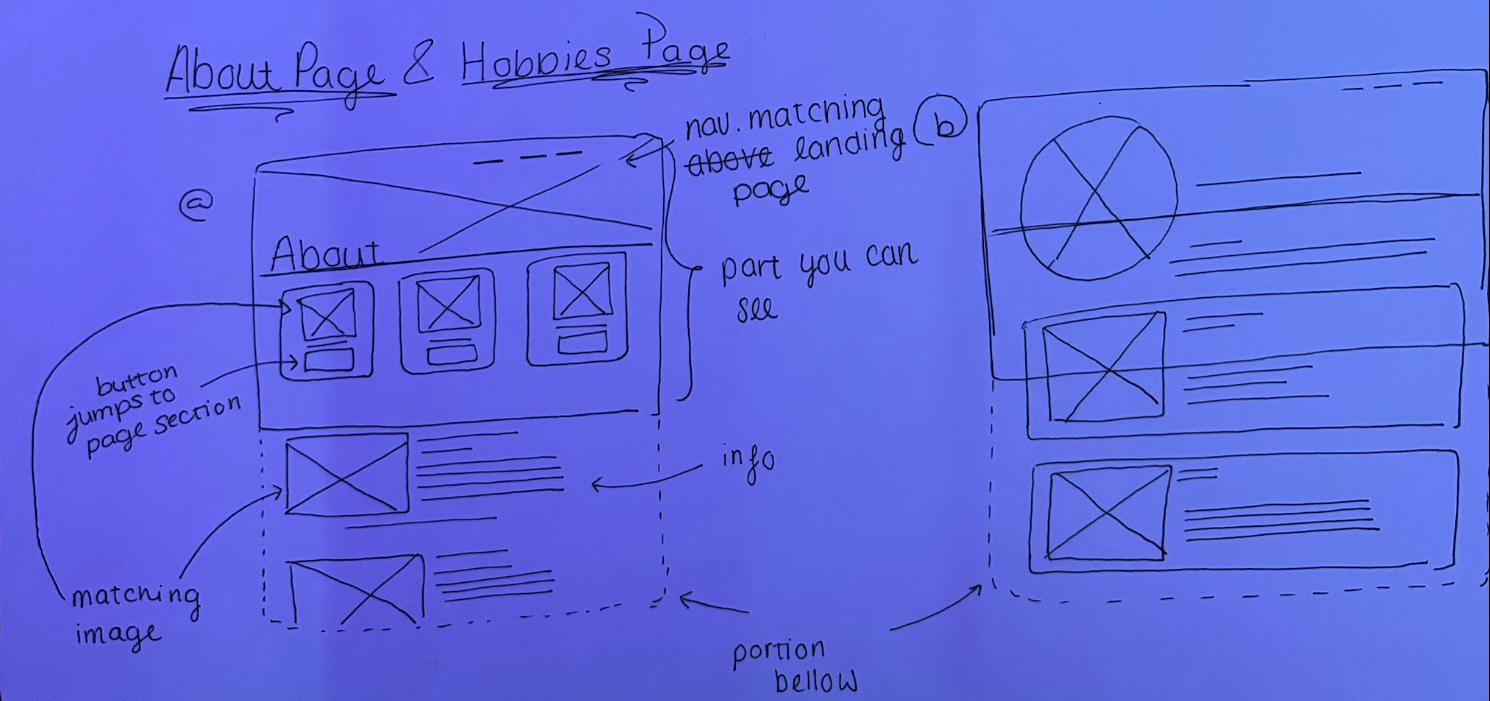 About Page & Hobbies Page
nav. matching
above landing
page
@
b
About
part you can
see
button
jumps to
page section
info
matching
image
portion
bellow